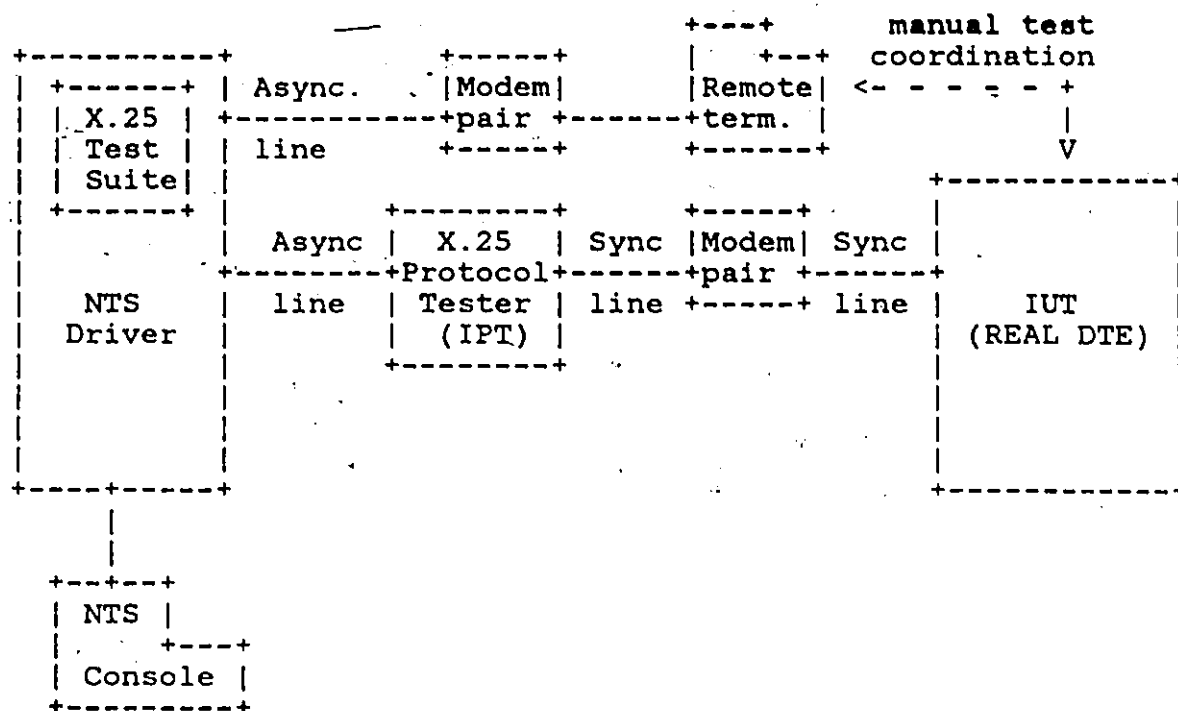 manual test
coordination
Async.
Modem
pair
Remote
term.
X.25
Test
Suite
line
Async
line
X.25
Protocol
Tester
(IPT)
Sync
line
Modem
pair
Sync
line
NTS
Driver
IUT
(REAL DTE)
NTS
Console